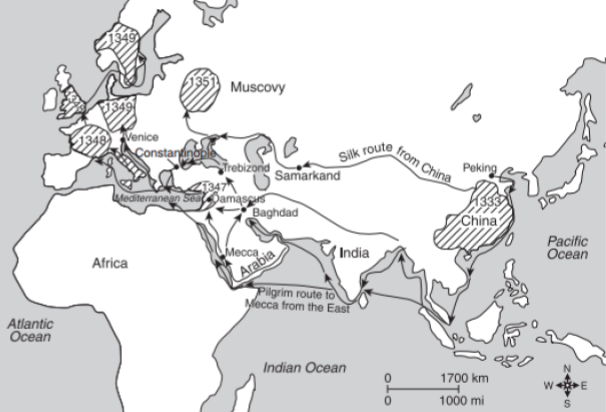 1349
1351
Muscovy
1349
1348
Venice
Constantinople
Trebizond
Samarkand
Silk route from China
Peking
1333
China
1347
Mediterranean Sea
Damascus
Baghdad
Mecca
Arabia
India
Africa
Pilgrim route to
Mecca from the East
Pacific
Ocean
Atlantic
Ocean
Indian Ocean
0 1700 km
0 1000 mi
N
W E
S